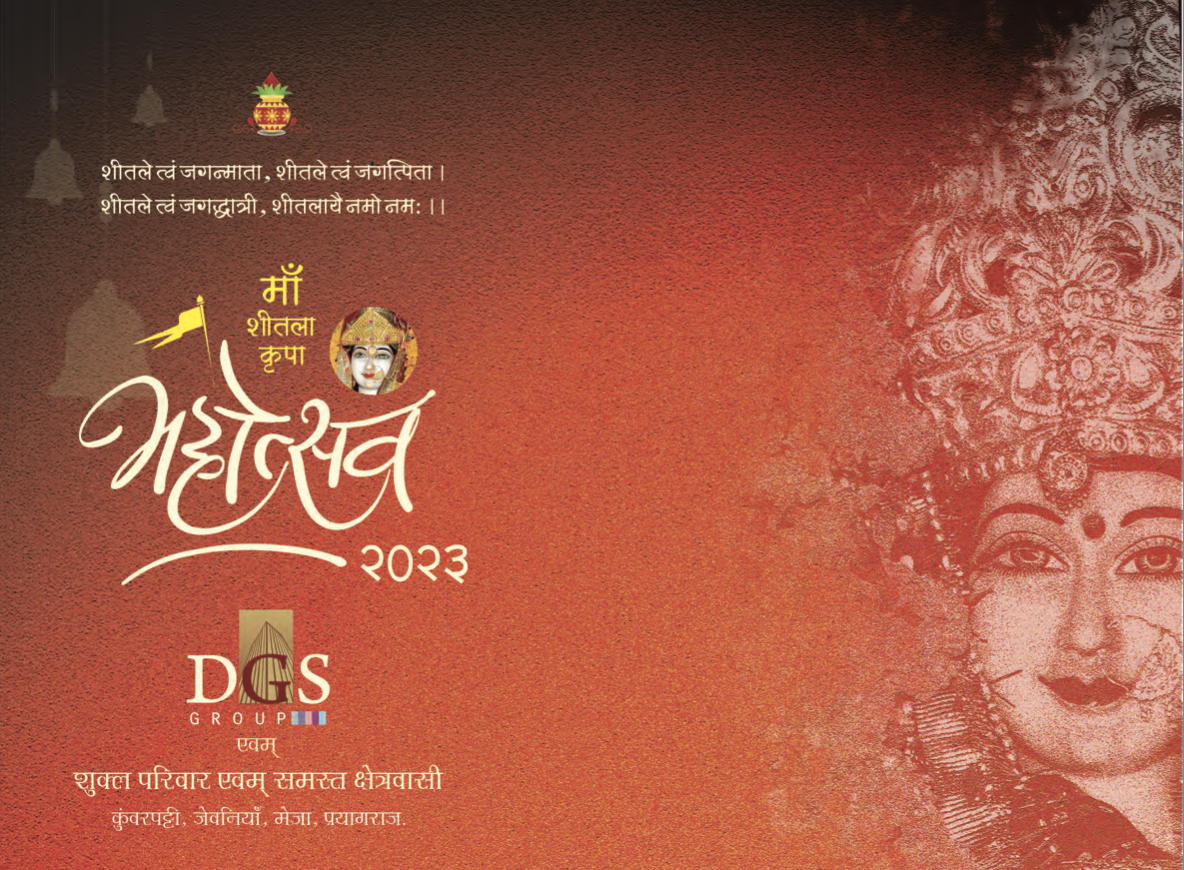 शीतले त्वं जगन्माता, शीतले त्वं जगत्पिता।
शीतले त्वं जगद्धात्री, शीतलायै नमो नमः।।
माँ
शीतला
कृपा
महोत्सव
२०२३
DGS
GROUP
एवम्
शुक्ल परिवार एवम् समस्त क्षेत्रवासी
कुंवरपट्टी, जेवनियाँ, मेजा, प्रयागराज.